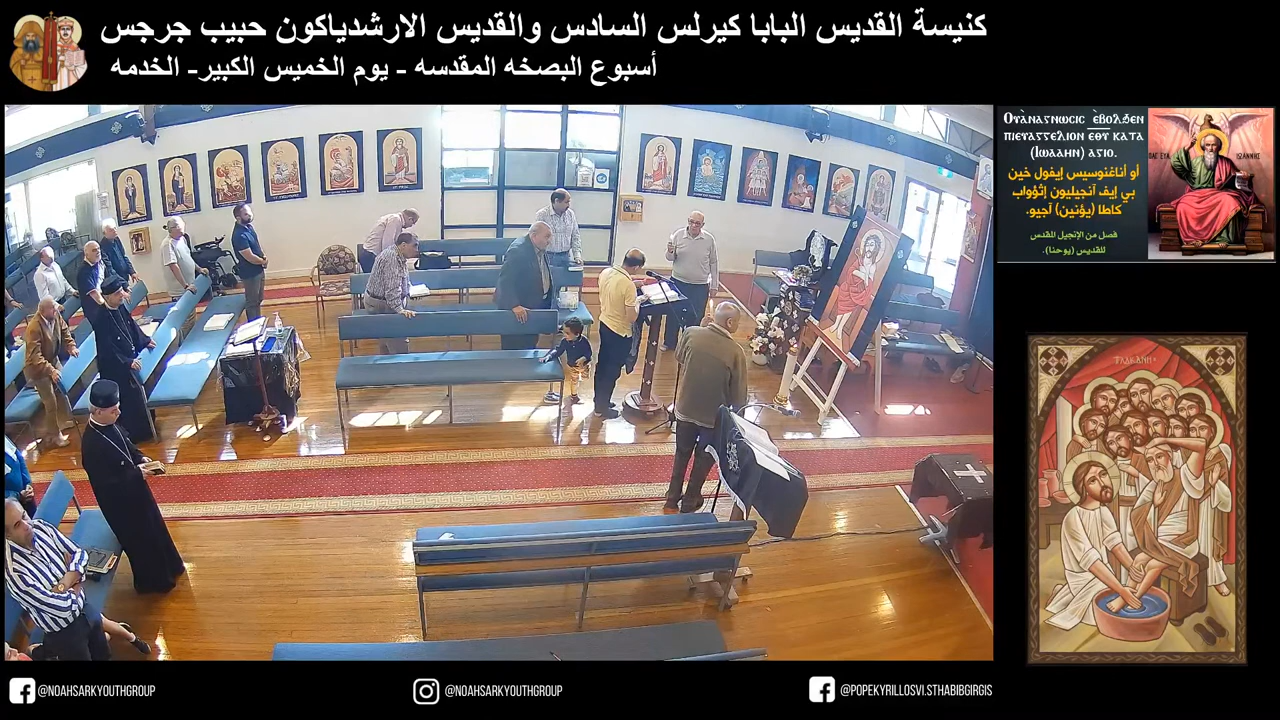 كنيسة القديس البابا كيرلس السادس والقديس الارشدياكون حبيب جرجس
أسبوع البصخه المقدسه - يوم الخميس الكبير- الخدمه
Ⲟⲩⲁ̀ⲛⲁⲅⲛⲱⲥⲓⲥ ⲉ̀ⲃⲟⲗϧⲉⲛ
ⲡⲓⲉⲩⲁⲅⲅⲉⲗⲓⲟⲛ ⲉⲑⲩ ⲕⲁⲧⲁ
(Ⲓⲱⲁⲛⲛⲏⲛ) ⲁⲅⲓⲟ.
أو أناغنوسيس إيفول خين
بي إيف آنجيليون إثؤواب
كاطا (يؤنين) آجيو.
فصل من الإنجيل المقدس
للقديس (يوحنا).
@NOAHSARKYOUTHGROUP
@NOAHSARKYOUTHGROUP
@POPEKYRILLOSVI.STHABIBGIRGIS